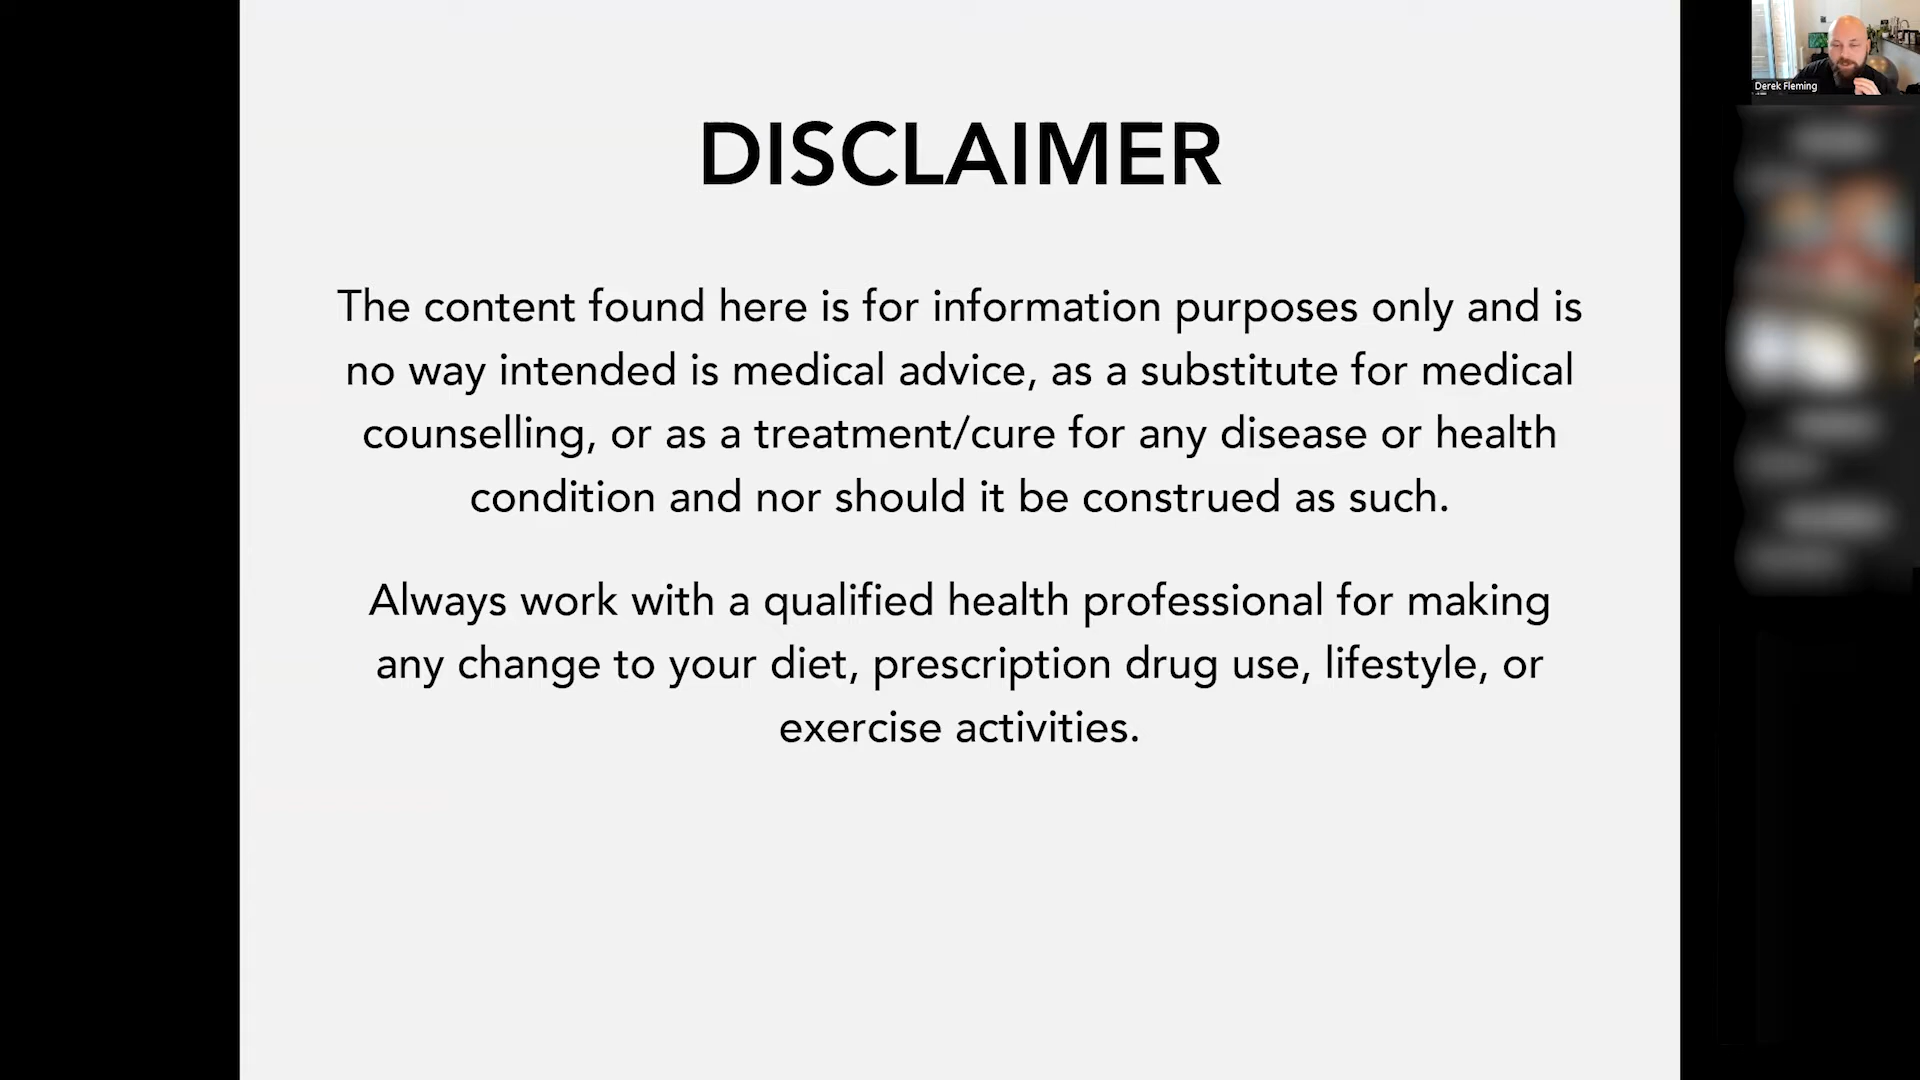 DISCLAIMER
The content found here is for information purposes only and is
no way intended is medical advice, as a substitute for medical
counselling, or as a treatment/cure for any disease or health
condition and nor should it be construed as such.
Always work with a qualified health professional for making
any change to your diet, prescription drug use, lifestyle, or
exercise activities.
Derek Fleming